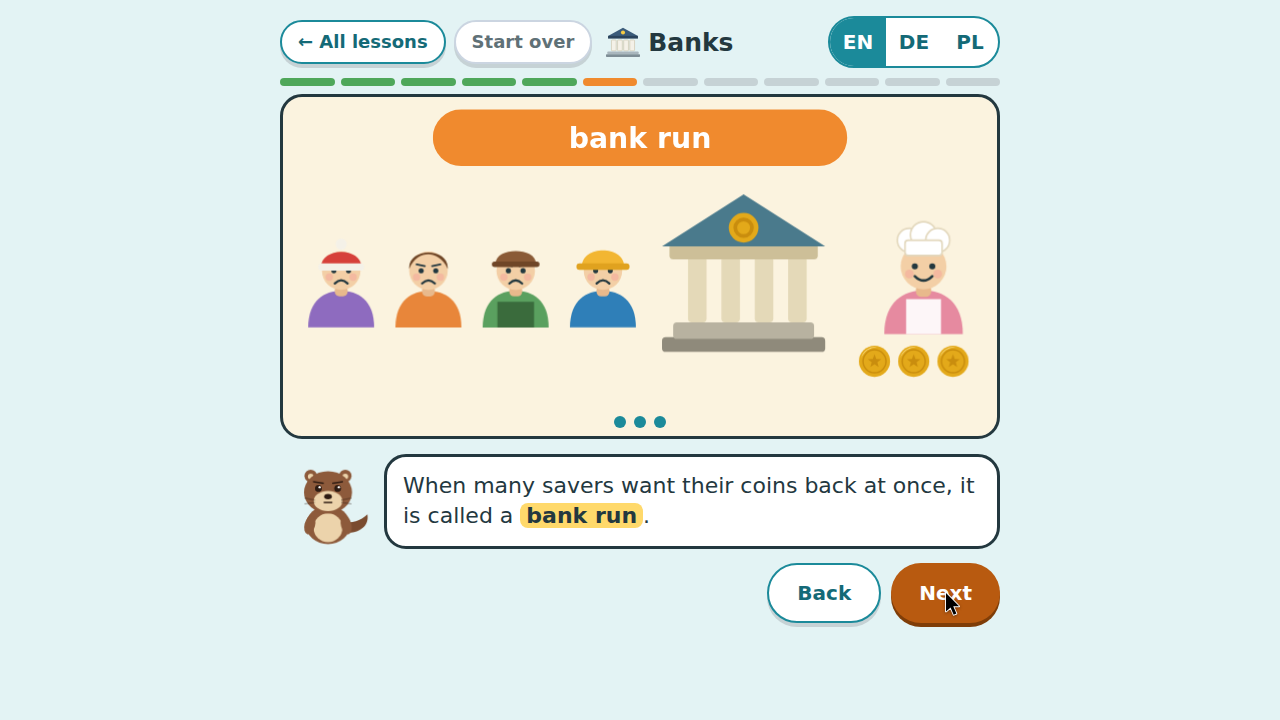 ← All lessons
Start over
Banks
EN DE PL
bank run
When many savers want their coins back at once, it
is called a bank run.
Back
Next